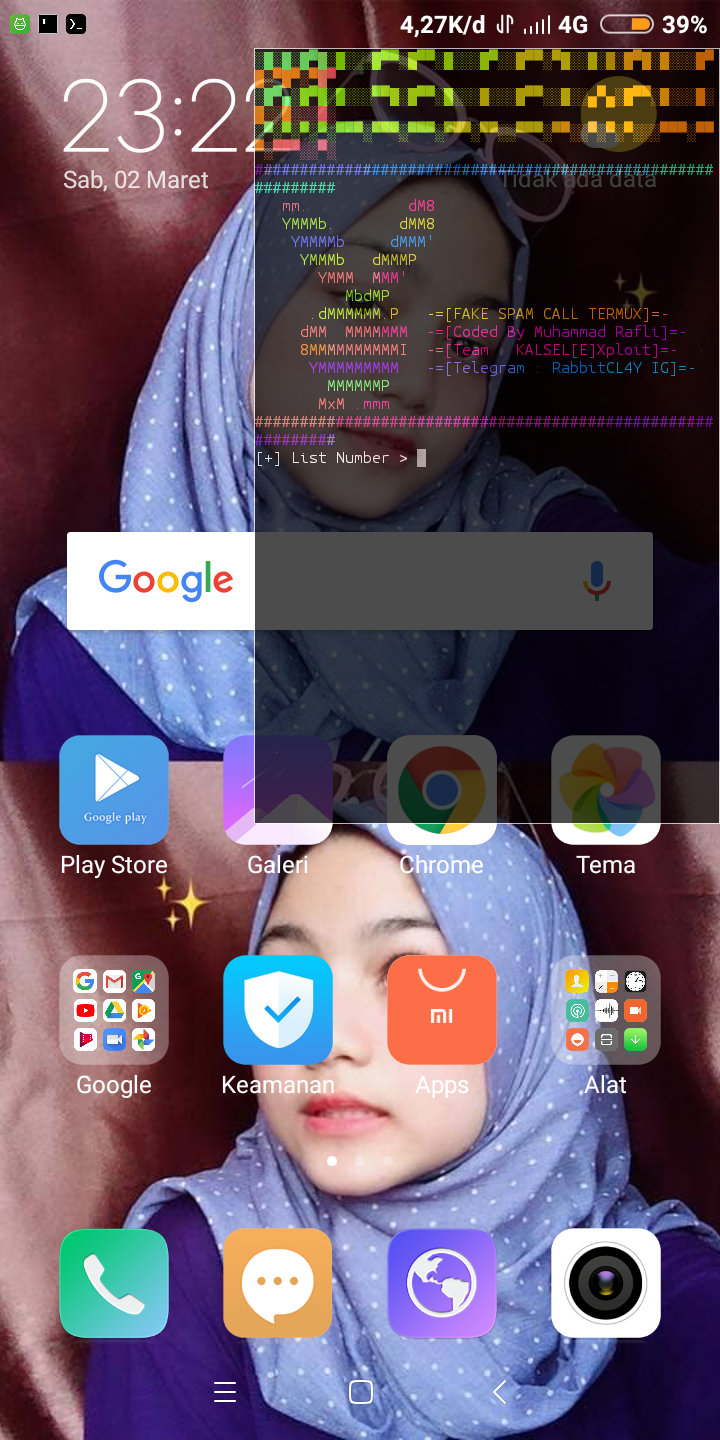 4,27K/d 4G 39%
23:22
Sab, 02 Maret
Tidak ada data
###################################################
#########
mm. dM8
YMMMb. dMM8
YMMMMb dMMM'
YMMMb dMMMP
YMMM MMM'
MbdMP
.dMMMMM.P -=[FAKE SPAM CALL TERMUX]=-
dMM MMMMMMM -=[Coded By Muhammad Rafli]=-
8MMMMMMMMMMI -=[Team : KALSEL[E]Xploit]=-
YMMMMMMMMM -=[Telegram : RabbitCL4Y IG]=-
MMMMMMP
MxM .mmm
###################################################
#########
[+] List Number >
Google
Google play
Play Store Galeri Chrome Tema
mi
Google Keamanan Apps Alat